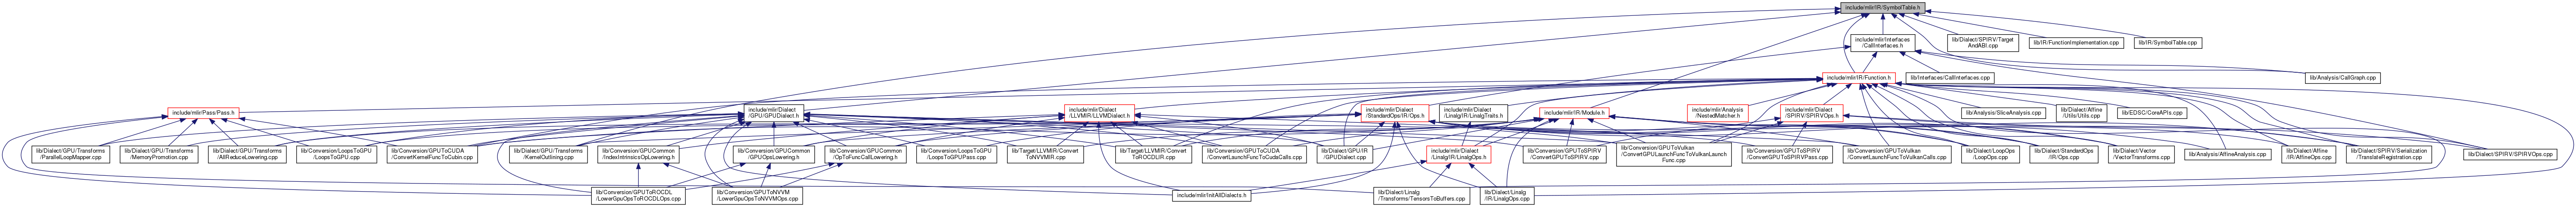 include/mlir/IR/SymbolTable.h
include/mlir/Interfaces
/CallInterfaces.h
lib/Dialect/SPIRV/Target
AndABI.cpp
lib/IR/FunctionImplementation.cpp
lib/IR/SymbolTable.cpp
include/mlir/IR/Function.h
lib/Interfaces/CallInterfaces.cpp
lib/Analysis/CallGraph.cpp
include/mlir/Pass/Pass.h
include/mlir/Dialect
/GPU/GPUDialect.h
include/mlir/Dialect
/LLVMIR/LLVMDialect.h
include/mlir/Dialect
/StandardOps/IR/Ops.h
include/mlir/Dialect
/Linalg/IR/LinalgTraits.h
include/mlir/IR/Module.h
include/mlir/Analysis
/NestedMatcher.h
include/mlir/Dialect
/SPIRV/SPIRVOps.h
lib/Analysis/SliceAnalysis.cpp
lib/Dialect/Affine
/Utils/Utils.cpp
lib/EDSC/CoreAPIs.cpp
lib/Dialect/GPU/Transforms
/ParallelLoopMapper.cpp
lib/Dialect/GPU/Transforms
/MemoryPromotion.cpp
lib/Dialect/GPU/Transforms
/AllReduceLowering.cpp
lib/Conversion/LoopsToGPU
/LoopsToGPU.cpp
lib/Conversion/GPUToCUDA
/ConvertKernelFuncToCubin.cpp
lib/Dialect/GPU/Transforms
/KernelOutlining.cpp
lib/Conversion/GPUCommon
/IndexIntrinsicsOpLowering.h
lib/Conversion/GPUCommon
/GPUOpsLowering.h
lib/Conversion/GPUCommon
/OpToFuncCallLowering.h
lib/Conversion/LoopsToGPU
/LoopsToGPUPass.cpp
lib/Target/LLVMIR/Convert
ToNVVMIR.cpp
lib/Target/LLVMIR/Convert
ToROCDLIR.cpp
lib/Conversion/GPUToCUDA
/ConvertLaunchFuncToCudaCalls.cpp
lib/Dialect/GPU/IR
/GPUDialect.cpp
include/mlir/Dialect
/Linalg/IR/LinalgOps.h
lib/Conversion/GPUToSPIRV
/ConvertGPUToSPIRV.cpp
lib/Conversion/GPUToVulkan
/ConvertGPULaunchFuncToVulkanLaunch
Func.cpp
lib/Conversion/GPUToSPIRV
/ConvertGPUToSPIRVPass.cpp
lib/Conversion/GPUToVulkan
/ConvertLaunchFuncToVulkanCalls.cpp
lib/Dialect/LoopOps
/LoopOps.cpp
lib/Dialect/StandardOps
/IR/Ops.cpp
lib/Dialect/Vector
/VectorTransforms.cpp
lib/Analysis/AffineAnalysis.cpp
lib/Dialect/Affine
/IR/AffineOps.cpp
lib/Dialect/SPIRV/Serialization
/TranslateRegistration.cpp
lib/Dialect/SPIRV/SPIRVOps.cpp
lib/Conversion/GPUToROCDL
/LowerGpuOpsToROCDLOps.cpp
lib/Conversion/GPUToNVVM
/LowerGpuOpsToNVVMOps.cpp
include/mlir/InitAllDialects.h
lib/Dialect/Linalg
/Transforms/TensorsToBuffers.cpp
lib/Dialect/Linalg
/IR/LinalgOps.cpp